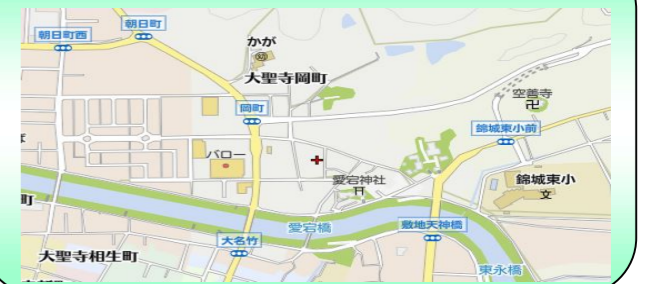 朝日町
朝日町西
かが
大聖寺岡町
岡町
空善寺
錦城東小前
バロー
愛宕神社
錦城東小
文
町
愛宕橋
敷地天神橋
大名竹
大聖寺相生町
東永橋